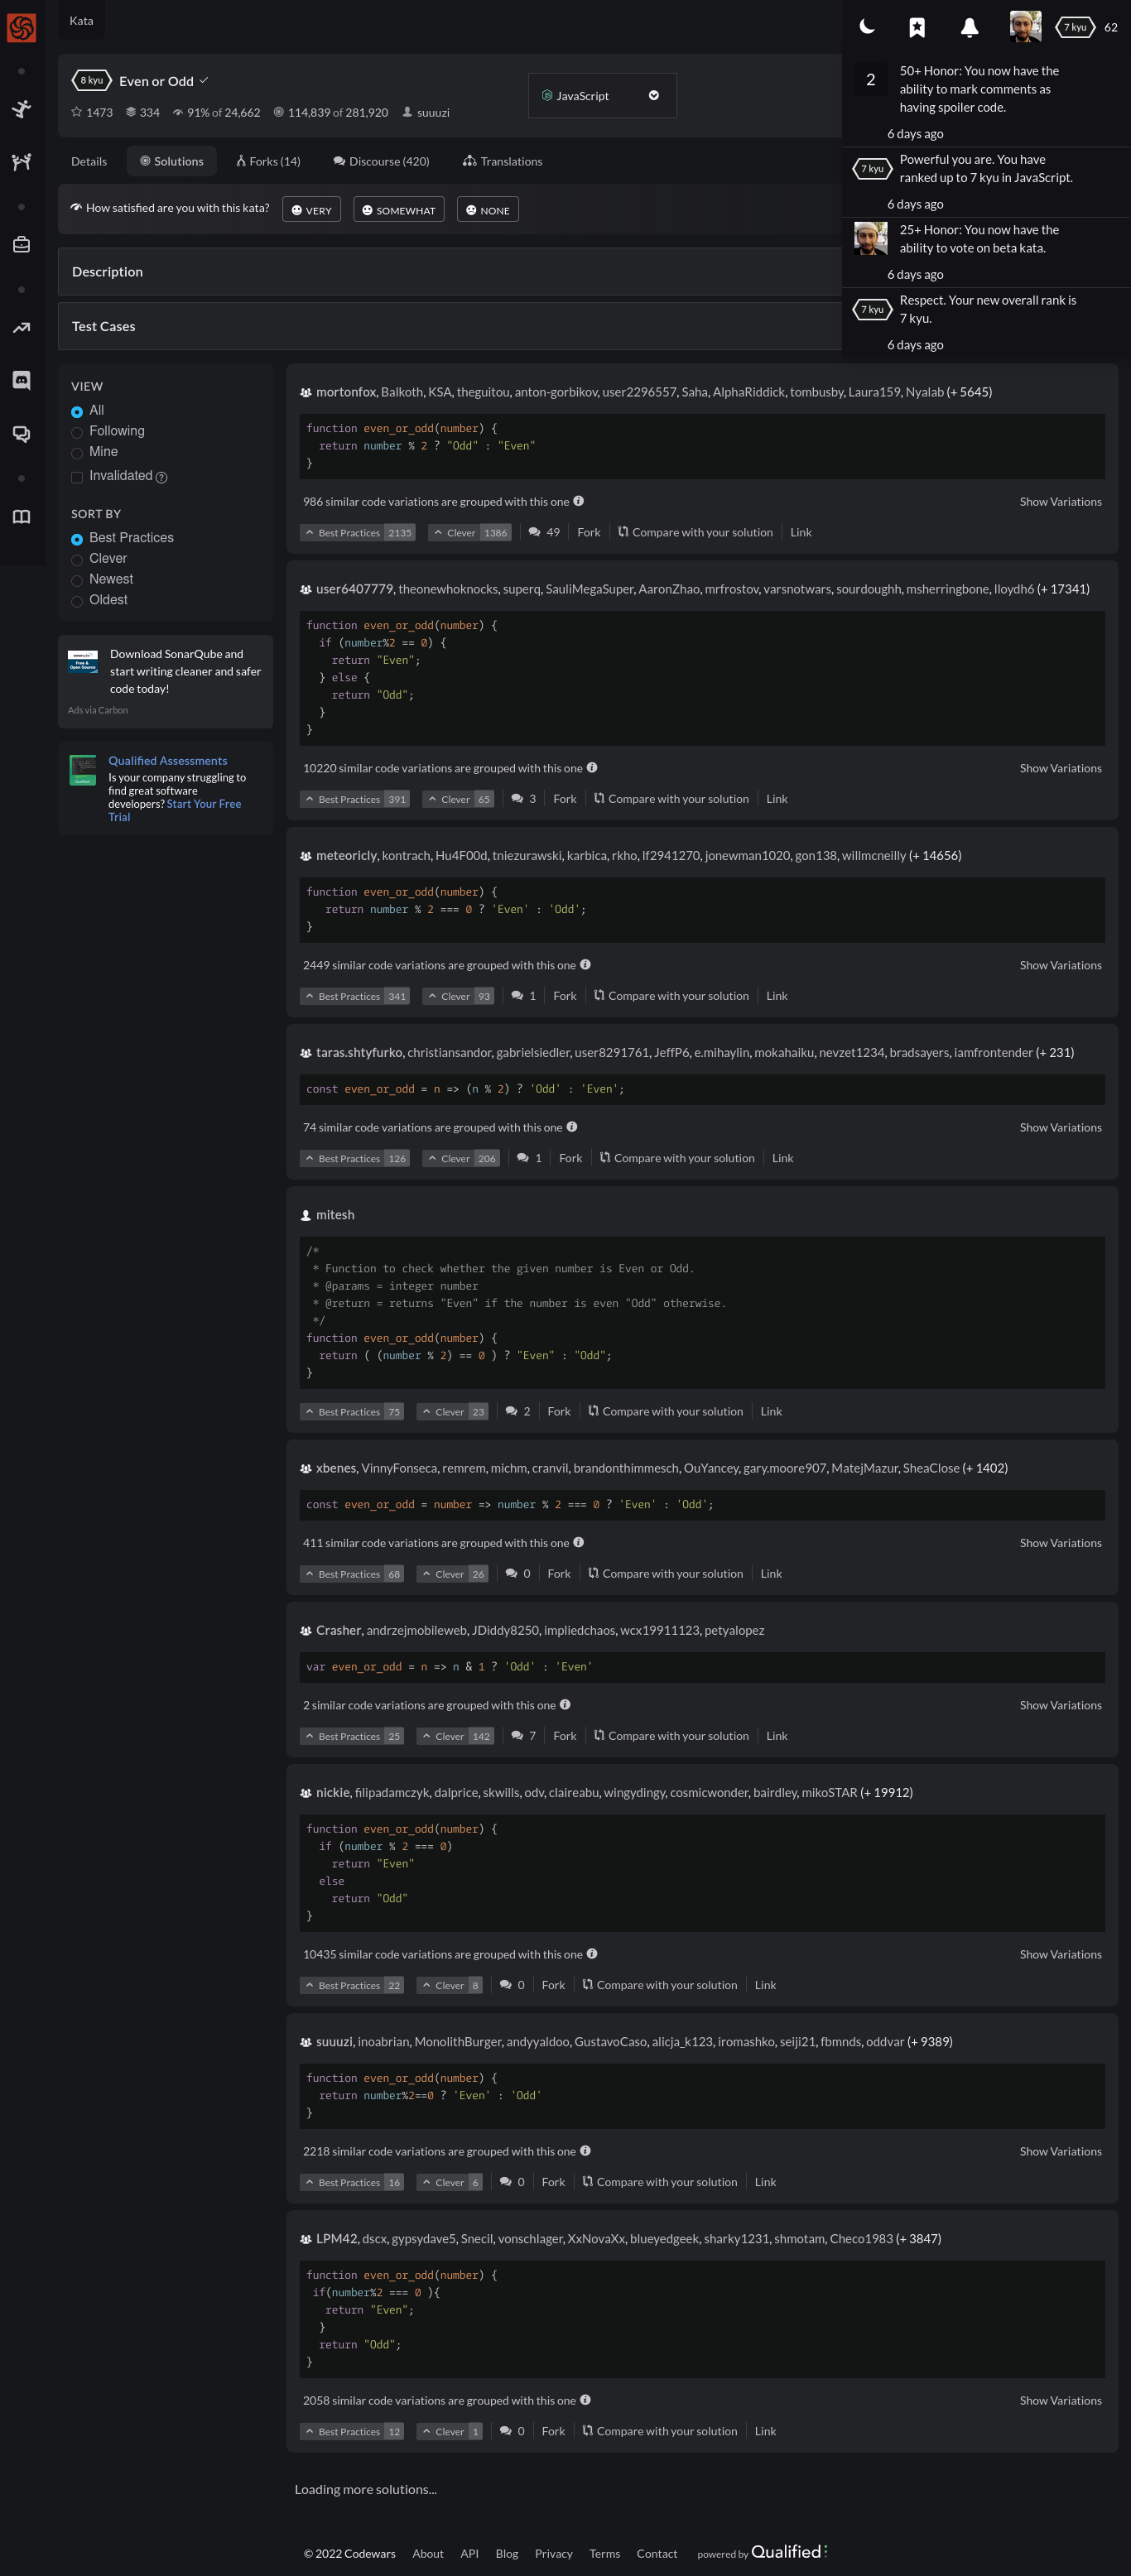 Kata
7 kyu 62
8 kyu Even or Odd
1473 334 91% of 24,662 114,839 of 281,920 suuuzi
JavaScript
2 50+ Honor: You now have the
ability to mark comments as
having spoiler code.
6 days ago
7 kyu Powerful you are. You have
ranked up to 7 kyu in JavaScript.
6 days ago
25+ Honor: You now have the
ability to vote on beta kata.
6 days ago
7 kyu Respect. Your new overall rank is
7 kyu.
6 days ago
Details Solutions Forks (14) Discourse (420) Translations
How satisfied are you with this kata? VERY SOMEWHAT NONE
Description
Test Cases
VIEW
All
Following
Mine
Invalidated
SORT BY
Best Practices
Clever
Newest
Oldest
Free &
Open Source
Download SonarQube and
start writing cleaner and safer
code today!
Ads via Carbon
Qualified Assessments
Is your company struggling to
find great software
developers? Start Your Free
Trial
mortonfox, Balkoth, KSA, theguitou, anton-gorbikov, user2296557, Saha, AlphaRiddick, tombusby, Laura159, Nyalab (+ 5645)
function even_or_odd(number) {
return number % 2 ? "Odd" : "Even"
}
986 similar code variations are grouped with this one Show Variations
Best Practices 2135 Clever 1386 49 Fork Compare with your solution Link
user6407779, theonewhoknocks, superq, SauliMegaSuper, AaronZhao, mrfrostov, varsnotwars, sourdoughh, msherringbone, lloydh6 (+ 17341)
function even_or_odd(number) {
if (number%2 == 0) {
return "Even";
} else {
return "Odd";
}
}
10220 similar code variations are grouped with this one Show Variations
Best Practices 391 Clever 65 3 Fork Compare with your solution Link
meteoricly, kontrach, Hu4F00d, tniezurawski, karbica, rkho, lf2941270, jonewman1020, gon138, willmcneilly (+ 14656)
function even_or_odd(number) {
return number % 2 === 0 ? 'Even' : 'Odd';
}
2449 similar code variations are grouped with this one Show Variations
Best Practices 341 Clever 93 1 Fork Compare with your solution Link
taras.shtyfurko, christiansandor, gabrielsiedler, user8291761, JeffP6, e.mihaylin, mokahaiku, nevzet1234, bradsayers, iamfrontender (+ 231)
const even_or_odd = n => (n % 2) ? 'Odd' : 'Even';
74 similar code variations are grouped with this one Show Variations
Best Practices 126 Clever 206 1 Fork Compare with your solution Link
mitesh
/*
* Function to check whether the given number is Even or Odd.
* @params = integer number
* @return = returns "Even" if the number is even "Odd" otherwise.
*/
function even_or_odd(number) {
return ( (number % 2) == 0 ) ? "Even" : "Odd";
}
Best Practices 75 Clever 23 2 Fork Compare with your solution Link
xbenes, VinnyFonseca, remrem, michm, cranvil, brandonthimmesch, OuYancey, gary.moore907, MatejMazur, SheaClose (+ 1402)
const even_or_odd = number => number % 2 === 0 ? 'Even' : 'Odd';
411 similar code variations are grouped with this one Show Variations
Best Practices 68 Clever 26 0 Fork Compare with your solution Link
Crasher, andrzejmobileweb, JDiddy8250, impliedchaos, wcx19911123, petyalopez
var even_or_odd = n => n & 1 ? 'Odd' : 'Even'
2 similar code variations are grouped with this one Show Variations
Best Practices 25 Clever 142 7 Fork Compare with your solution Link
nickie, filipadamczyk, dalprice, skwills, odv, claireabu, wingydingy, cosmicwonder, bairdley, mikoSTAR (+ 19912)
function even_or_odd(number) {
if (number % 2 === 0)
return "Even"
else
return "Odd"
}
10435 similar code variations are grouped with this one Show Variations
Best Practices 22 Clever 8 0 Fork Compare with your solution Link
suuuzi, inoabrian, MonolithBurger, andyyaldoo, GustavoCaso, alicja_k123, iromashko, seiji21, fbmnds, oddvar (+ 9389)
function even_or_odd(number) {
return number%2==0 ? 'Even' : 'Odd'
}
2218 similar code variations are grouped with this one Show Variations
Best Practices 16 Clever 6 0 Fork Compare with your solution Link
LPM42, dscx, gypsydave5, Snecil, vonschlager, XxNovaXx, blueyedgeek, sharky1231, shmotam, Checo1983 (+ 3847)
function even_or_odd(number) {
if(number%2 === 0 ){
return "Even";
}
return "Odd";
}
2058 similar code variations are grouped with this one Show Variations
Best Practices 12 Clever 1 0 Fork Compare with your solution Link
Loading more solutions...
© 2022 Codewars About API Blog Privacy Terms Contact powered by Qualified